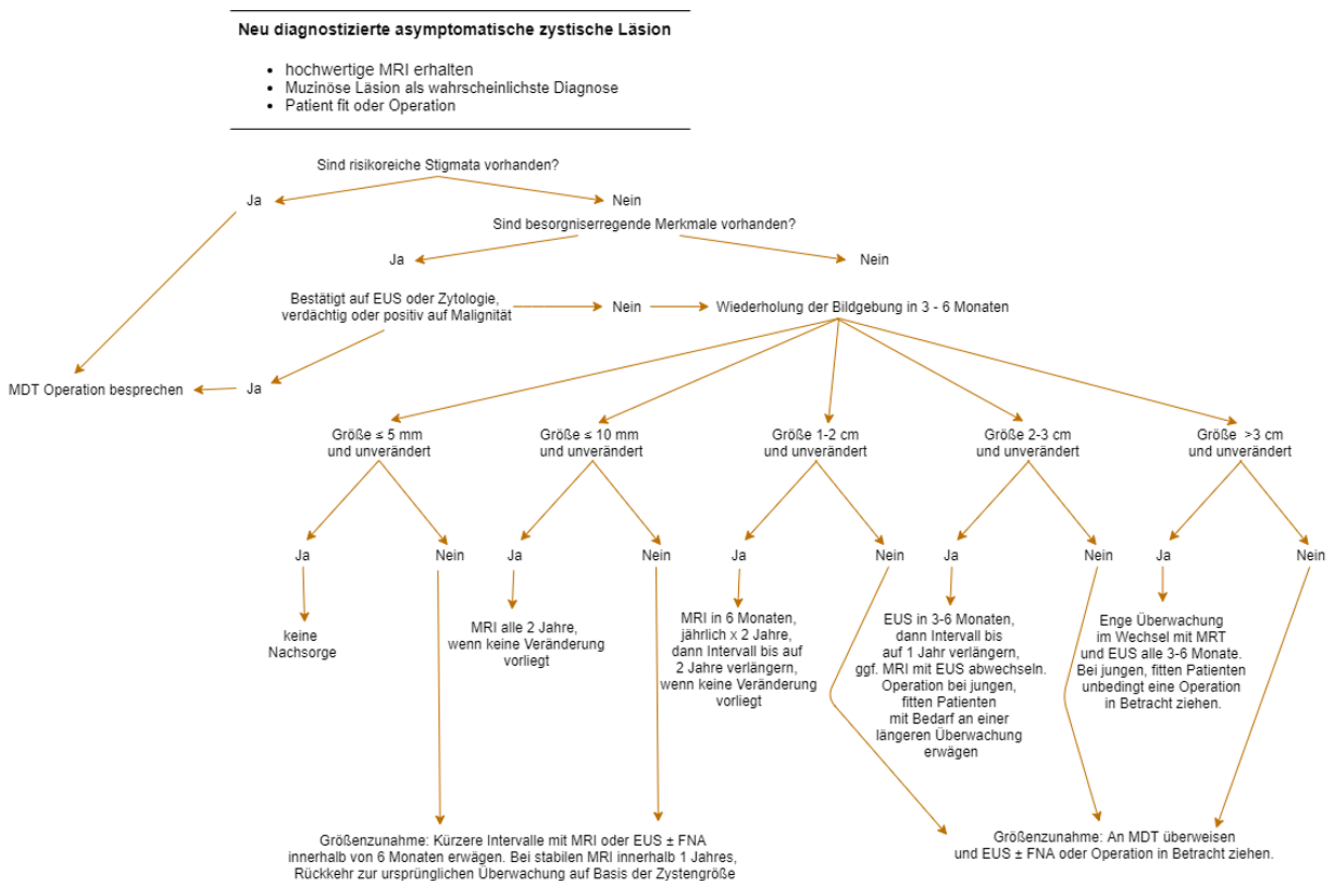 Neu diagnostizierte asymptomatische zystische Läsion
• hochwertige MRI erhalten
• Muzinöse Läsion als wahrscheinlichste Diagnose
• Patient fit oder Operation
Sind risikoreiche Stigmata vorhanden?
Ja
Nein
Sind besorgniserregende Merkmale vorhanden?
Ja
Nein
Bestätigt auf EUS oder Zytologie,
verdächtig oder positiv auf Malignität
Nein
Wiederholung der Bildgebung in 3 - 6 Monaten
MDT Operation besprechen
Ja
Größe ≤ 5 mm
und unverändert
Größe ≤ 10 mm
und unverändert
Größe 1-2 cm
und unverändert
Größe 2-3 cm
und unverändert
Größe >3 cm
und unverändert
Ja
Nein
Ja
Nein
Ja
Nein
Ja
Nein
Ja
Nein
keine
Nachsorge
MRI alle 2 Jahre,
wenn keine Veränderung
vorliegt
MRI in 6 Monaten,
jährlich x 2 Jahre,
dann Intervall bis auf
2 Jahre verlängern,
wenn keine Veränderung
vorliegt
EUS in 3-6 Monaten,
dann Intervall bis
auf 1 Jahr verlängern,
ggf. MRI mit EUS abwechseln.
Operation bei jungen,
fitten Patienten
mit Bedarf an einer
längeren Überwachung
erwägen
Enge Überwachung
im Wechsel mit MRT
und EUS alle 3-6 Monate.
Bei jungen, fitten Patienten
unbedingt eine Operation
in Betracht ziehen.
Größenzunahme: Kürzere Intervalle mit MRI oder EUS ± FNA
innerhalb von 6 Monaten erwägen. Bei stabilen MRI innerhalb 1 Jahres,
Rückkehr zur ursprünglichen Überwachung auf Basis der Zystengröße
Größenzunahme: An MDT überweisen
und EUS ± FNA oder Operation in Betracht ziehen.